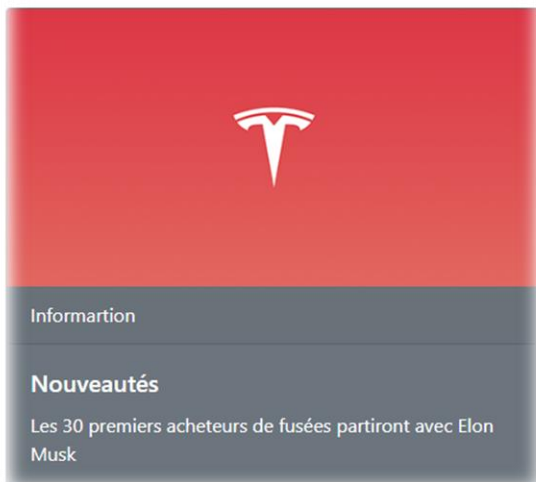 Informartion
Nouveautés
Les 30 premiers acheteurs de fusées partiront avec Elon
Musk